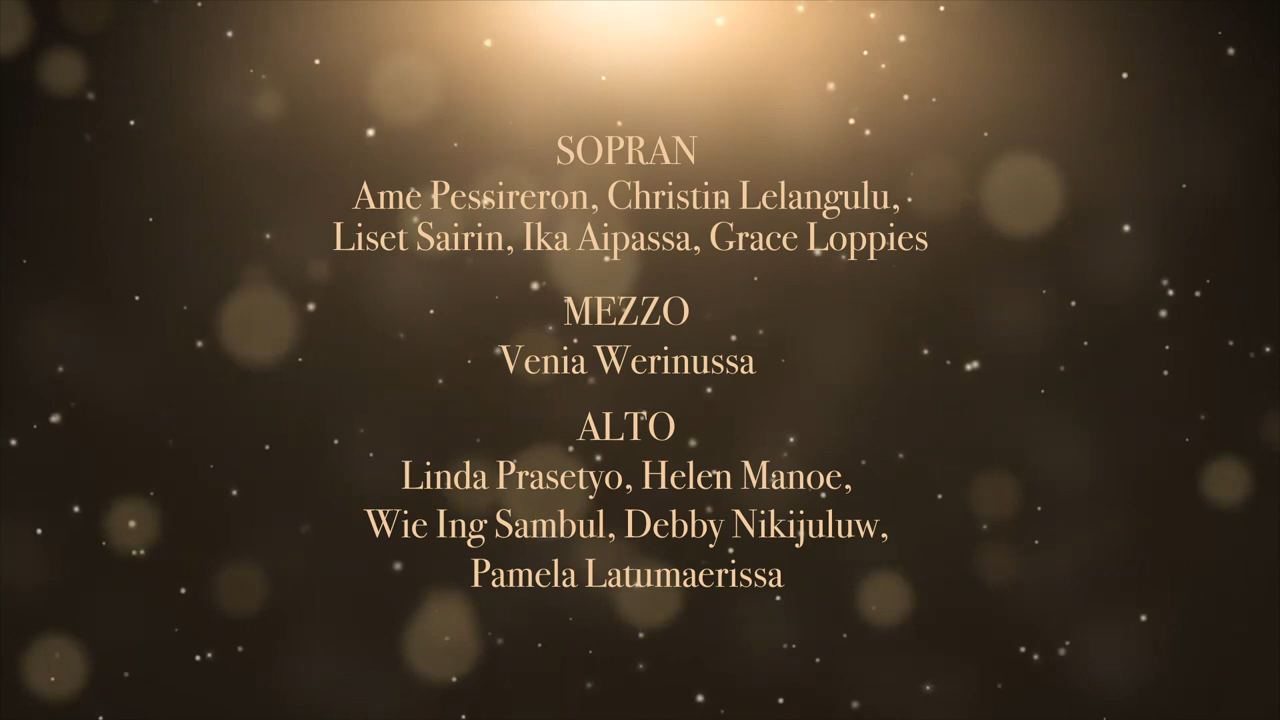 SOPRAN
Ame Pessireron, Christin Lelangulu,
Liset Sairin, Ika Aipassa, Grace Loppies
MEZZO
Venia Werinussa
ALTO
Linda Prasetyo, Helen Manoe,
Wie Ing Sambul, Debby Nikijuluw,
Pamela Latumaerissa